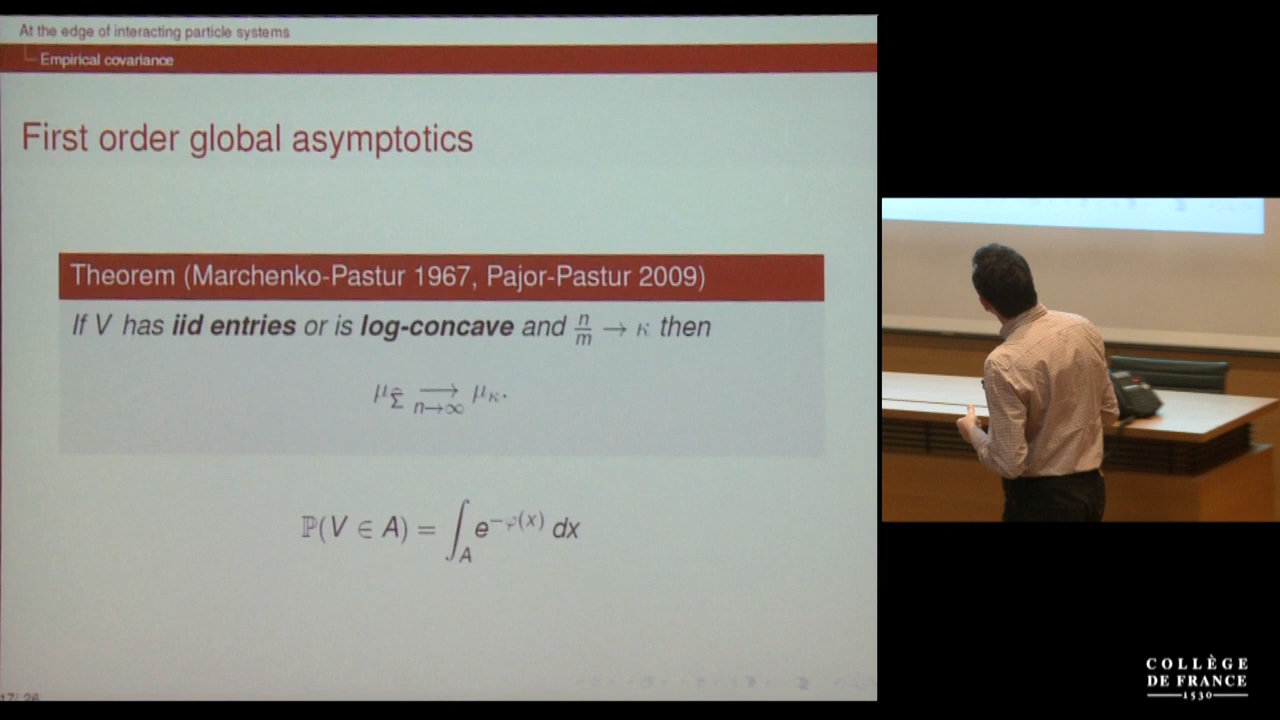 At the edge of interacting particle systems
Empirical covariance
First order global asymptotics
Theorem (Marchenko-Pastur 1967, Pajor-Pastur 2009)
If V has iid entries or is log-concave and n/m → κ then
μ_Σ̂ ⟶_{n→∞} μ_κ.
ℙ(V ∈ A) = ∫_A e^{−φ(x)} dx
17/ 26
COLLÈGE
DE FRANCE
1530